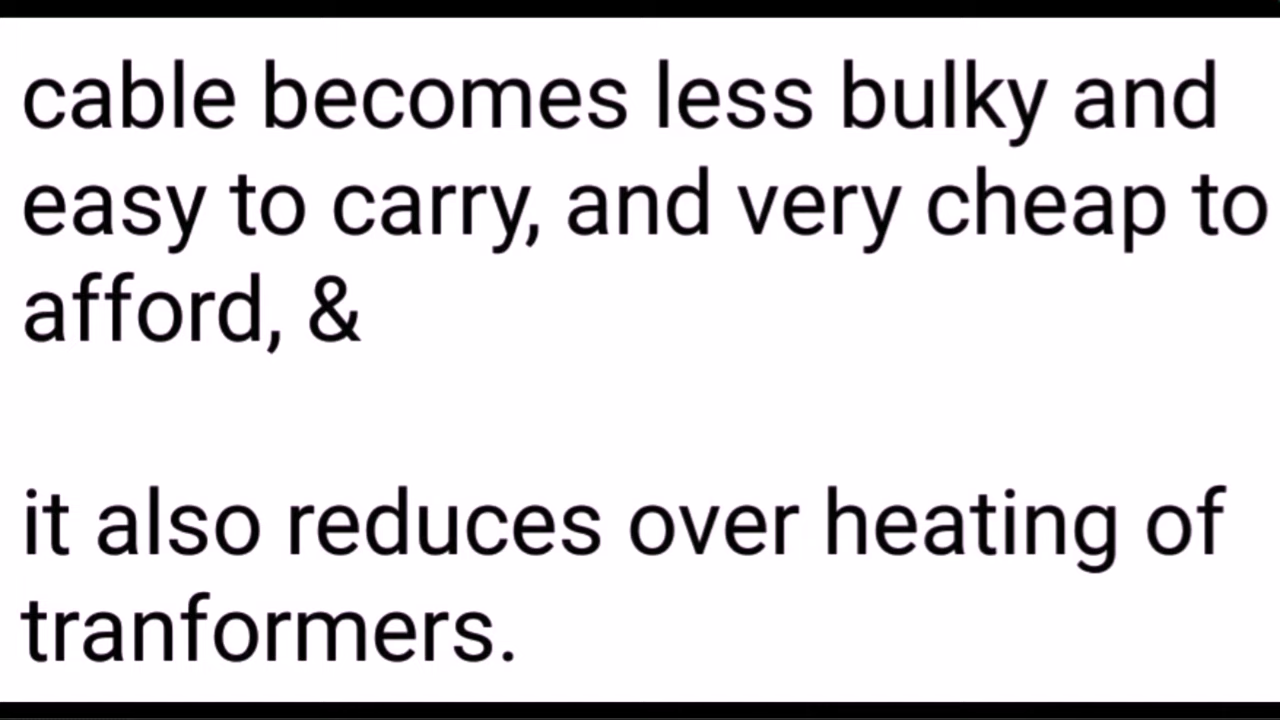 cable becomes less bulky and
easy to carry, and very cheap to
afford, &
it also reduces over heating of
tranformers.